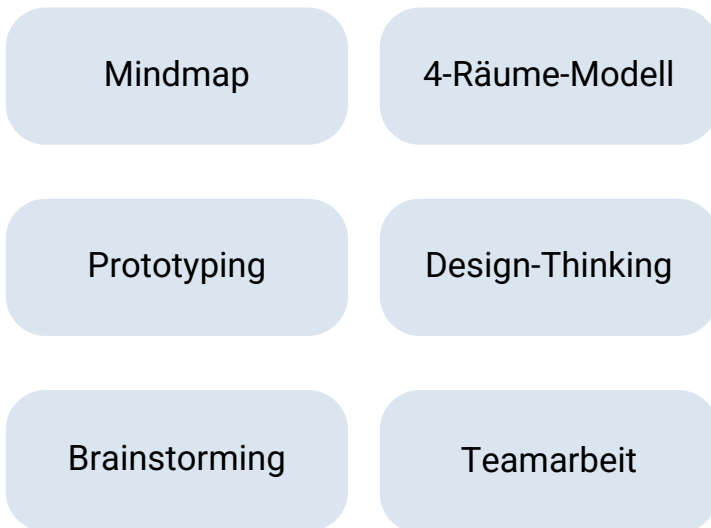 Mindmap
4-Räume-Modell
Prototyping
Design-Thinking
Brainstorming
Teamarbeit